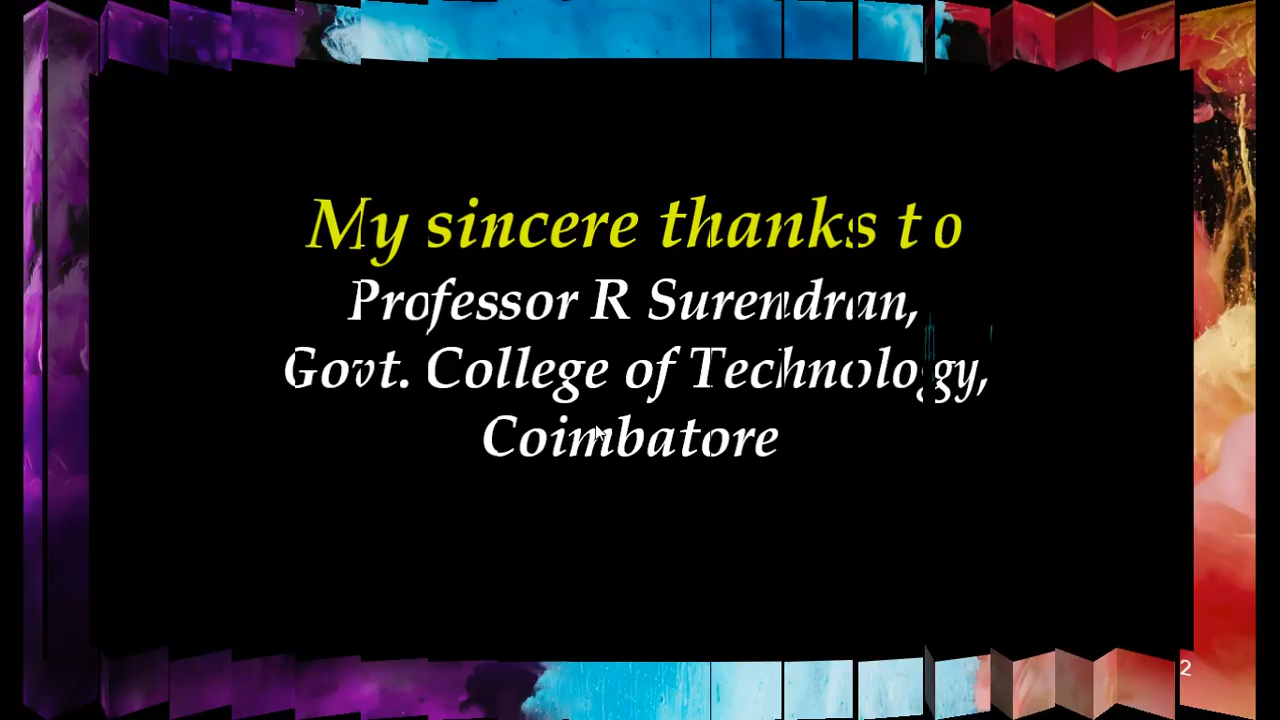 My sincere thanks to
Professor R Surendran,
Govt. College of Technology,
Coimbatore
2